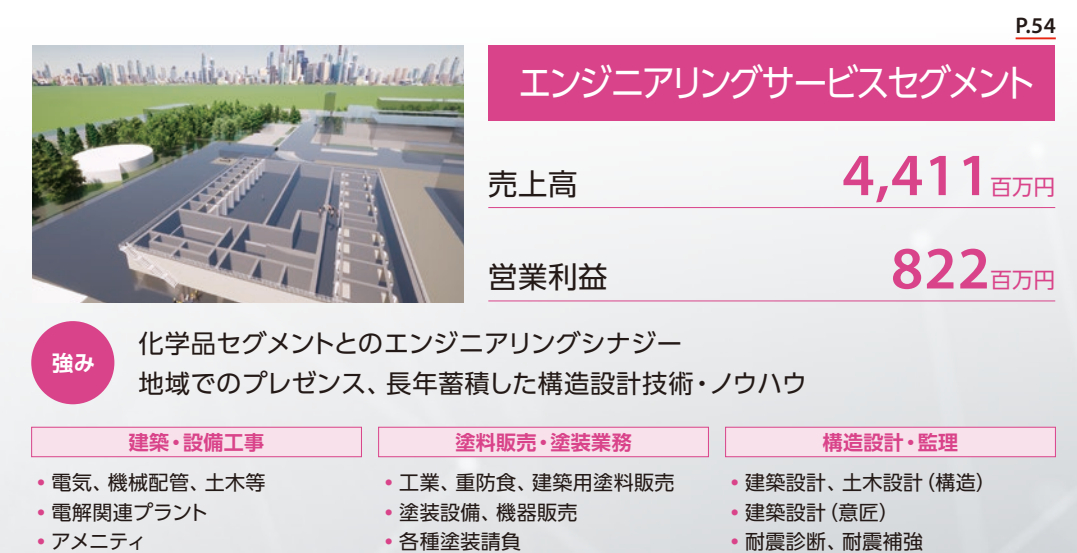 P.54
エンジニアリングサービスセグメント
売上高 4,411百万円
営業利益 822百万円
強み
化学品セグメントとのエンジニアリングシナジー
地域でのプレゼンス、長年蓄積した構造設計技術・ノウハウ
建築・設備工事
• 電気、機械配管、土木等
• 電解関連プラント
• アメニティ
塗料販売・塗装業務
• 工業、重防食、建築用塗料販売
• 塗装設備、機器販売
• 各種塗装請負
構造設計・監理
• 建築設計、土木設計（構造）
• 建築設計（意匠）
• 耐震診断、耐震補強